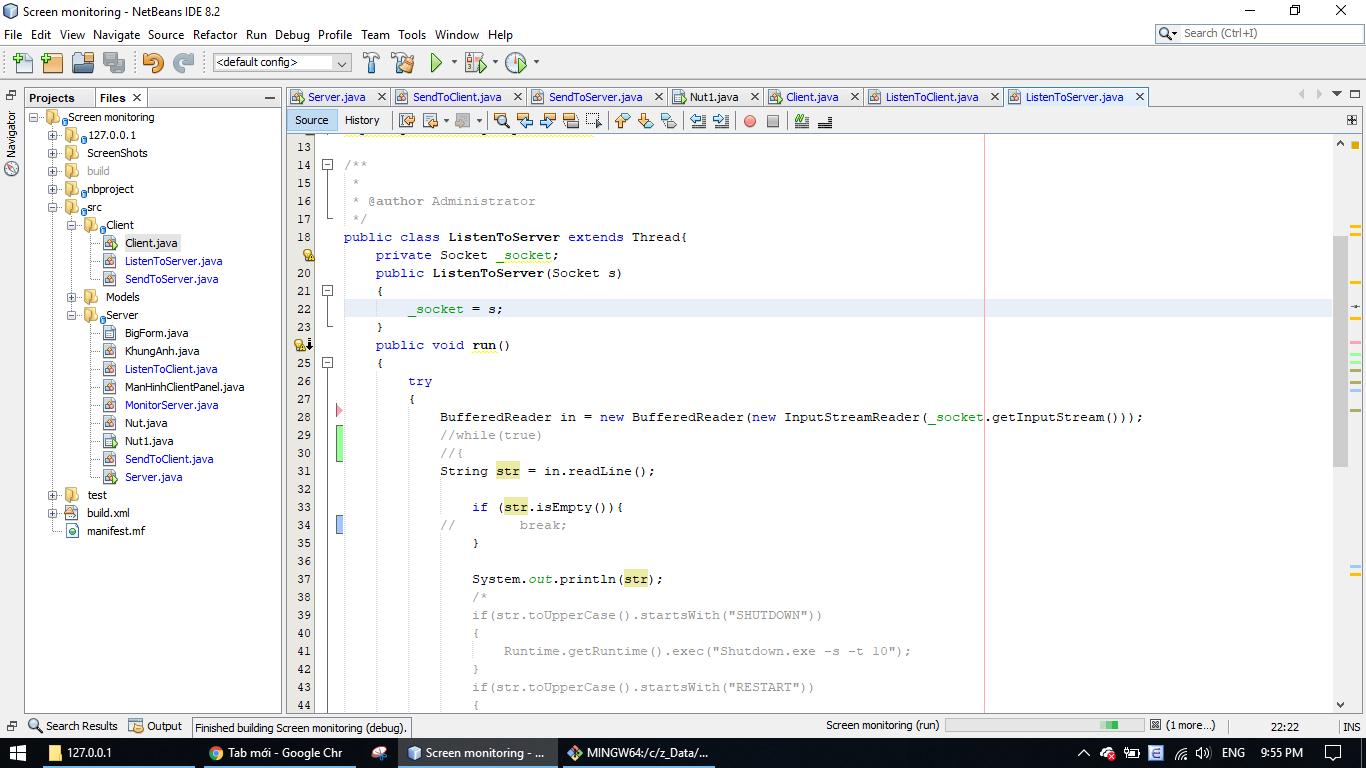 Screen monitoring - NetBeans IDE 8.2
File Edit View Navigate Source Refactor Run Debug Profile Team Tools Window Help
Search (Ctrl+I)
<default config>
Projects Files
Server.java SendToClient.java SendToServer.java Nut1.java Client.java ListenToClient.java ListenToServer.java
Source History
Navigator
Screen monitoring
127.0.0.1
ScreenShots
build
nbproject
src
Client
Client.java
ListenToServer.java
SendToServer.java
Models
Server
BigForm.java
KhungAnh.java
ListenToClient.java
ManHinhClientPanel.java
MonitorServer.java
Nut.java
Nut1.java
SendToClient.java
Server.java
test
build.xml
manifest.mf
13
14 /**
15 *
16 * @author Administrator
17 */
18 public class ListenToServer extends Thread{
private Socket _socket;
20 public ListenToServer(Socket s)
21 {
22 _socket = s;
23 }
public void run()
25 {
26 try
27 {
28 BufferedReader in = new BufferedReader(new InputStreamReader(_socket.getInputStream()));
29 //while(true)
30 //{
31 String str = in.readLine();
32
33 if (str.isEmpty()){
34 // break;
35 }
36
37 System.out.println(str);
38 /*
39 if(str.toUpperCase().startsWith("SHUTDOWN"))
40 {
41 Runtime.getRuntime().exec("Shutdown.exe -s -t 10");
42 }
43 if(str.toUpperCase().startsWith("RESTART"))
44 {
Search Results Output Finished building Screen monitoring (debug). Screen monitoring (run) (1 more...) 22:22 INS
127.0.0.1 Tab mới - Google Chr Screen monitoring - ... MINGW64:/c/z_Data/... ENG 9:55 PM